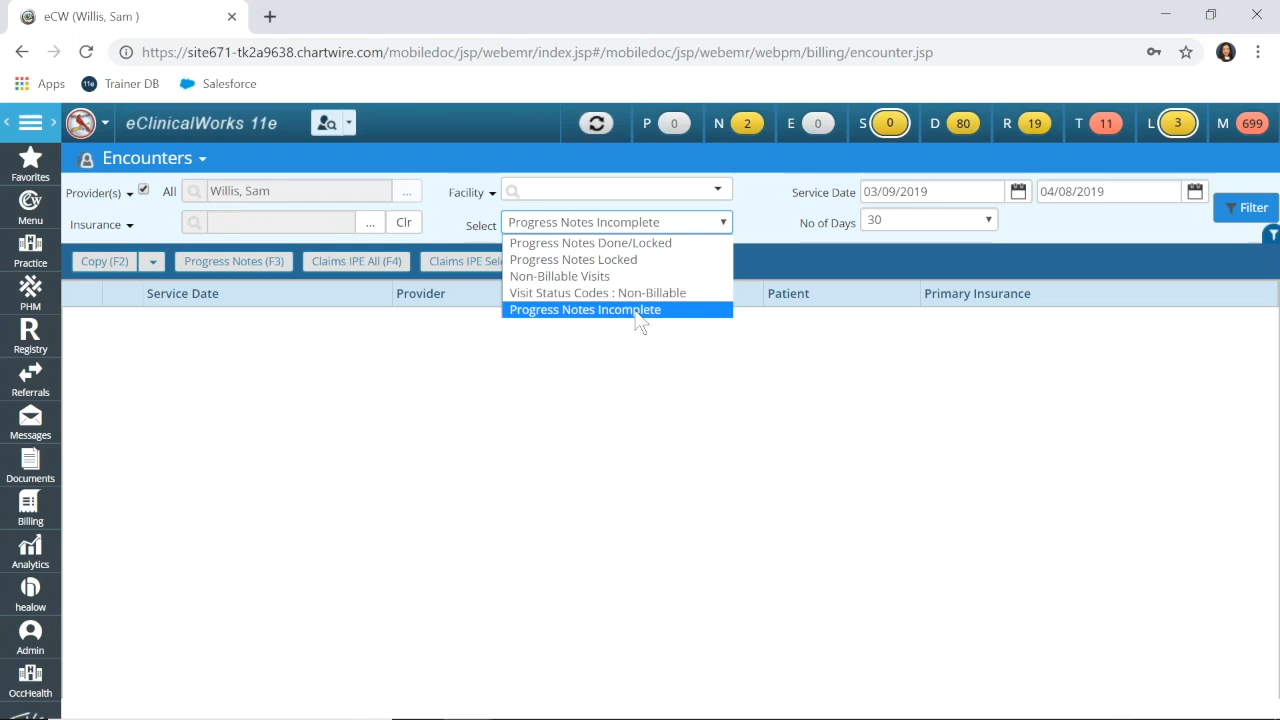 eCW (Willis, Sam )
https://site671-tk2a9638.chartwire.com/mobiledoc/jsp/webemr/index.jsp#/mobiledoc/jsp/webemr/webpm/billing/encounter.jsp
Apps 11e Trainer DB Salesforce
eClinicalWorks 11e P 0 N 2 E 0 S 0 D 80 R 19 T 11 L 3 M 699
Encounters
Provider(s) All Willis, Sam ... Facility Service Date 03/09/2019 04/08/2019
Filter
Insurance ... Clr Select Progress Notes Incomplete No of Days 30
Progress Notes Done/Locked
Progress Notes Locked
Non-Billable Visits
Visit Status Codes : Non-Billable
Progress Notes Incomplete
Copy (F2) Progress Notes (F3) Claims IPE All (F4) Claims IPE Sel
Service Date Provider Patient Primary Insurance
Favorites
Menu
Practice
PHM
R
Registry
Referrals
Messages
Documents
Billing
Analytics
healow
Admin
OccHealth